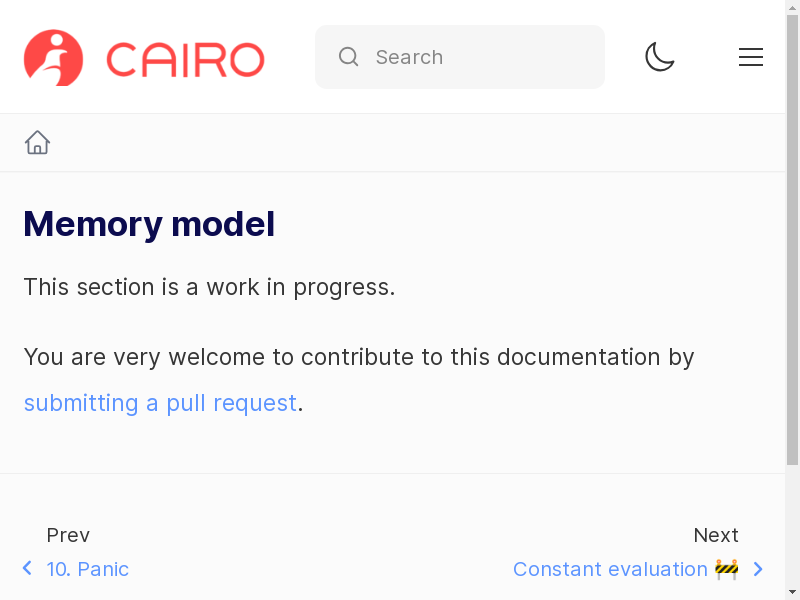 CAIRO
Search
Memory model
This section is a work in progress.
You are very welcome to contribute to this documentation by
submitting a pull request.
Prev
10. Panic
Next
Constant evaluation 🚧